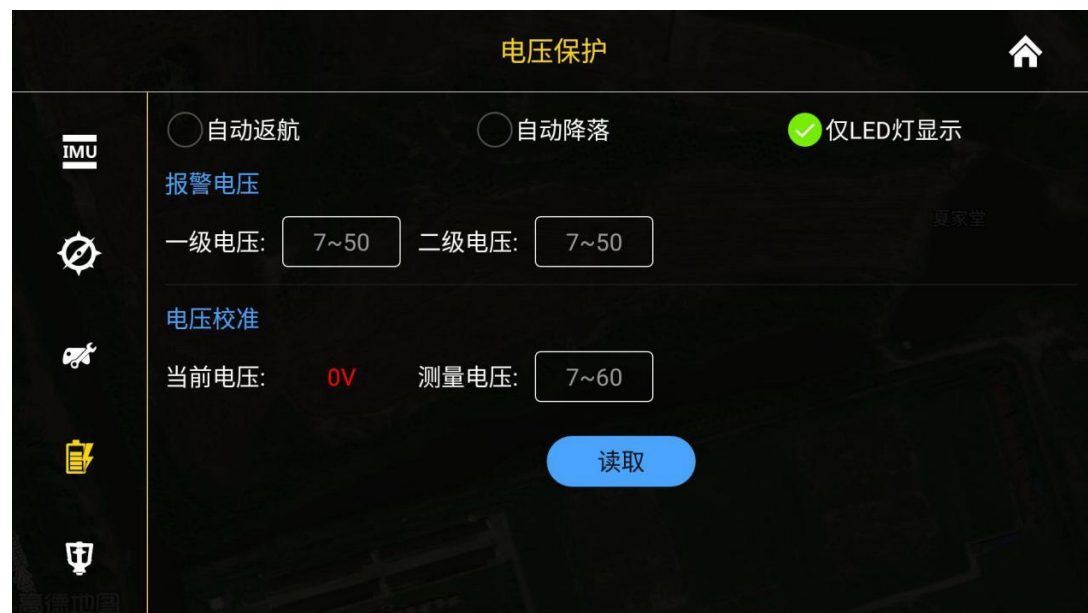 电压保护
IMU
自动返航 自动降落 仅LED灯显示
报警电压
夏家堂
一级电压: 7~50 二级电压: 7~50
电压校准
当前电压: 0V 测量电压: 7~60
读取
高德地图